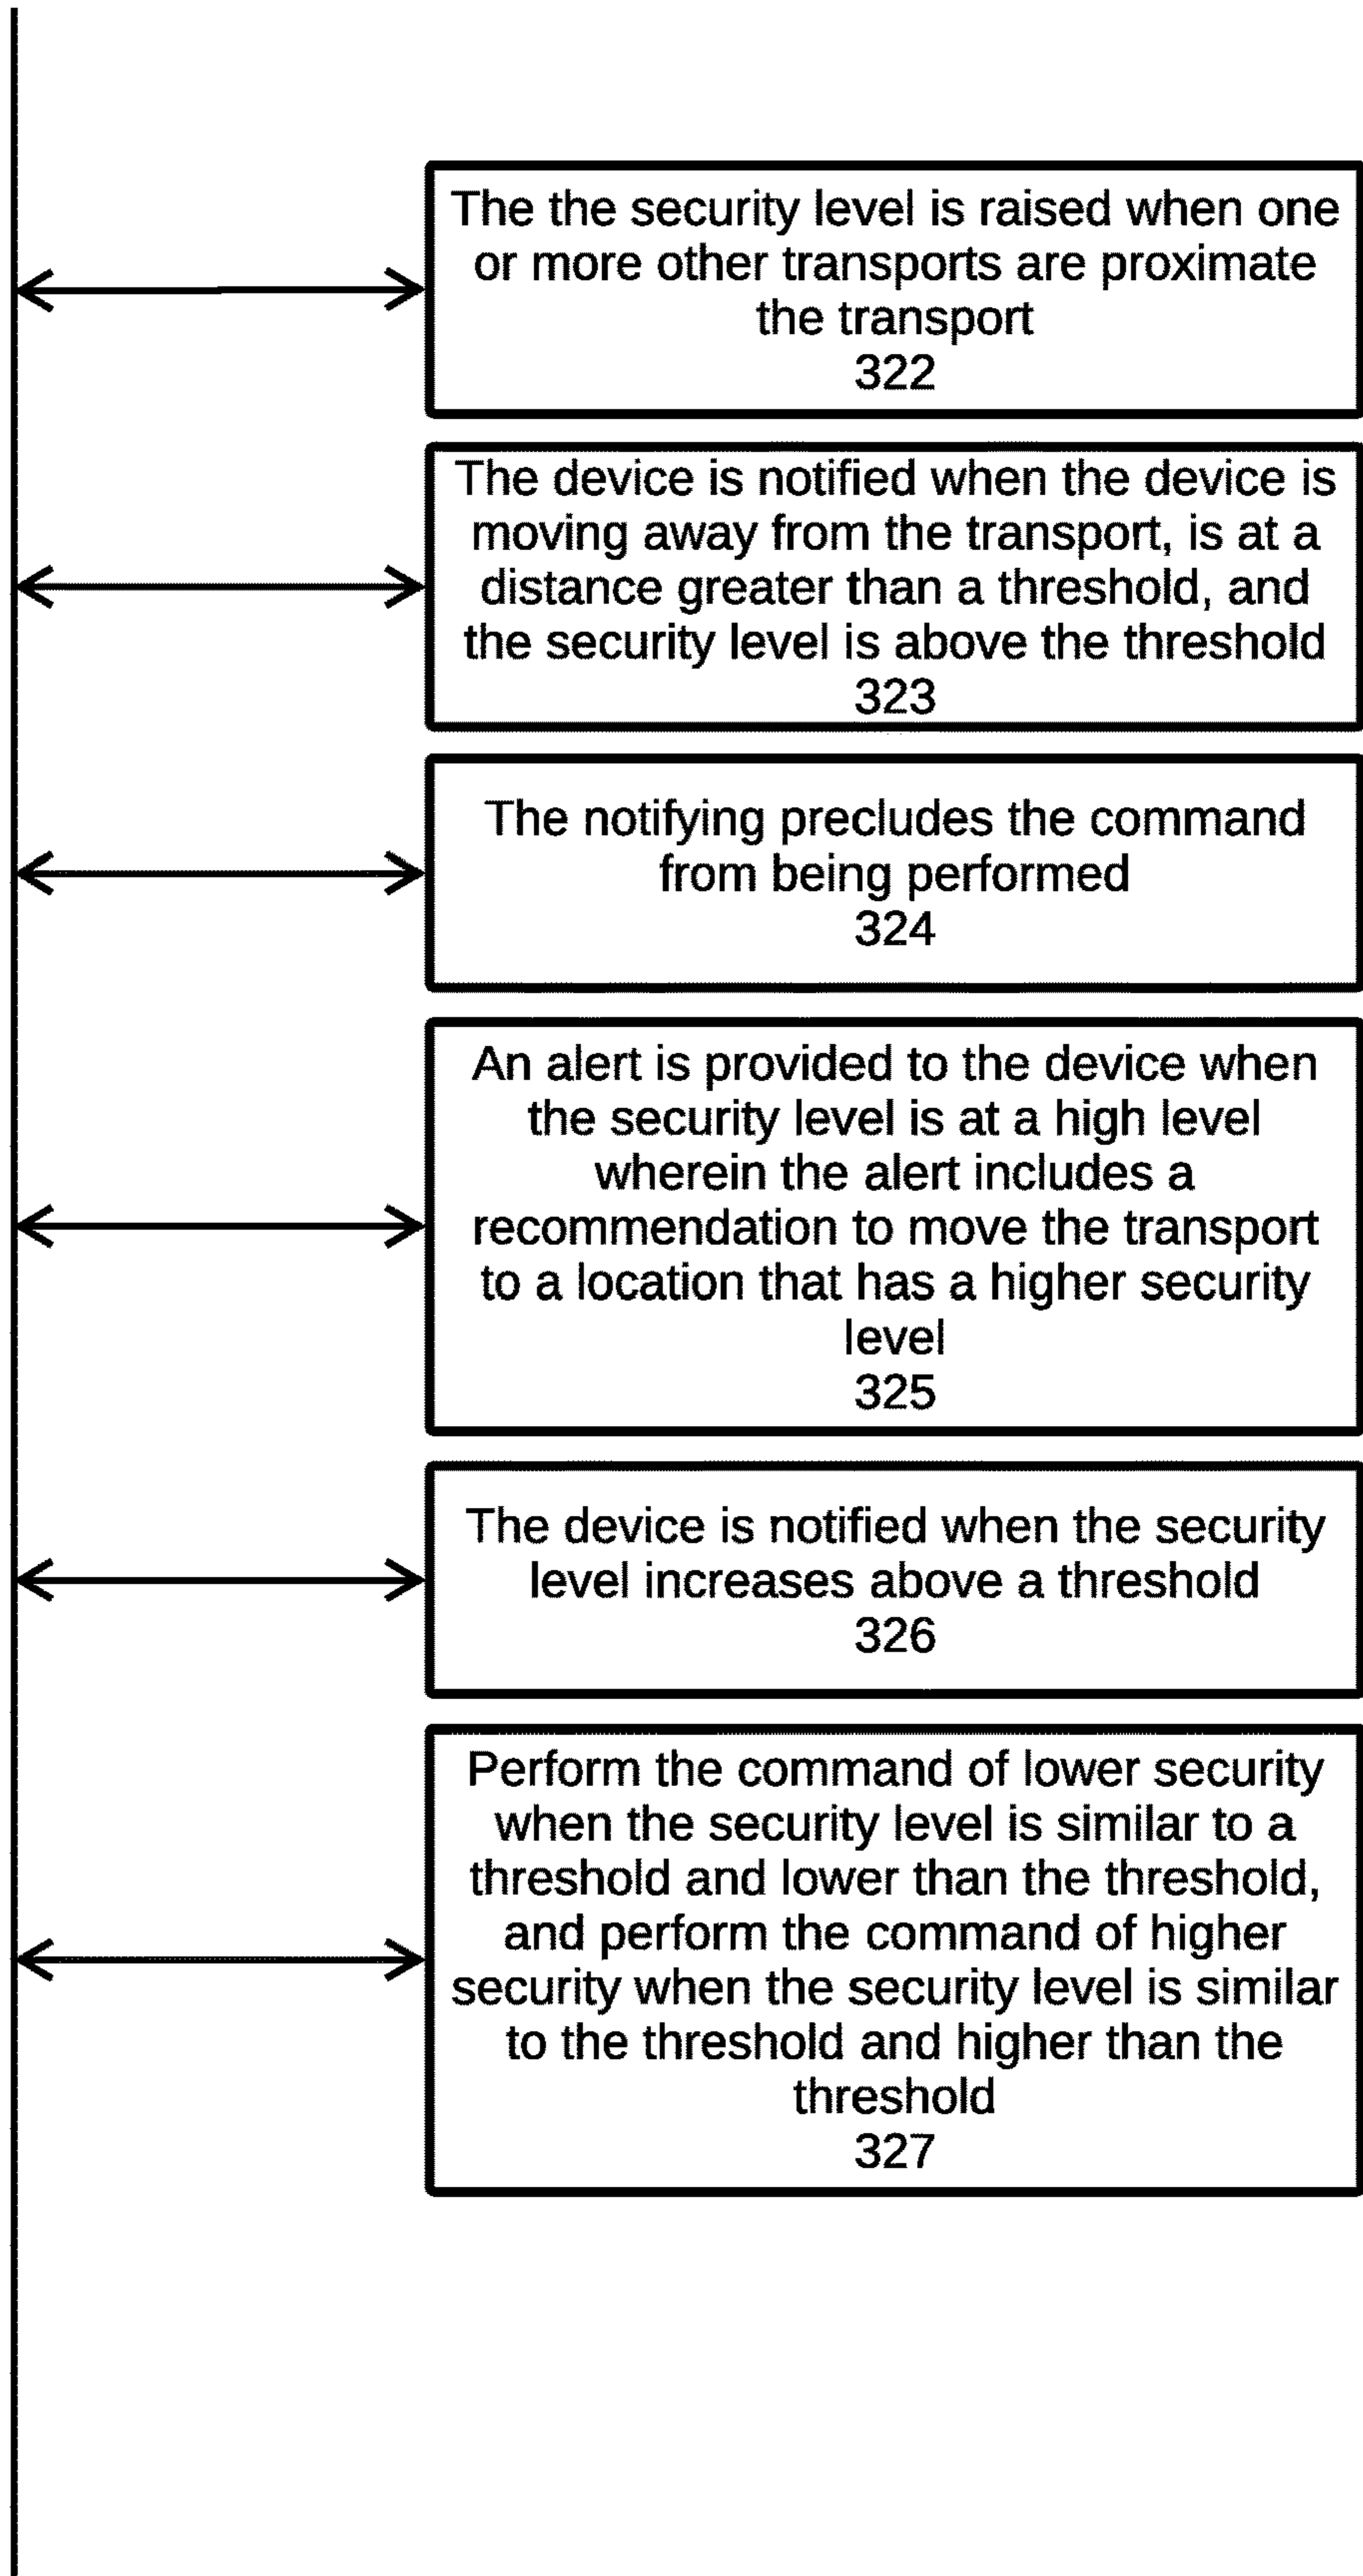 The the security level is raised when one
or more other transports are proximate
the transport
322
The device is notified when the device is
moving away from the transport, is at a
distance greater than a threshold, and
the security level is above the threshold
323
The notifying precludes the command
from being performed
324
An alert is provided to the device when
the security level is at a high level
wherein the alert includes a
recommendation to move the transport
to a location that has a higher security
level
325
The device is notified when the security
level increases above a threshold
326
Perform the command of lower security
when the security level is similar to a
threshold and lower than the threshold,
and perform the command of higher
security when the security level is similar
to the threshold and higher than the
threshold
327